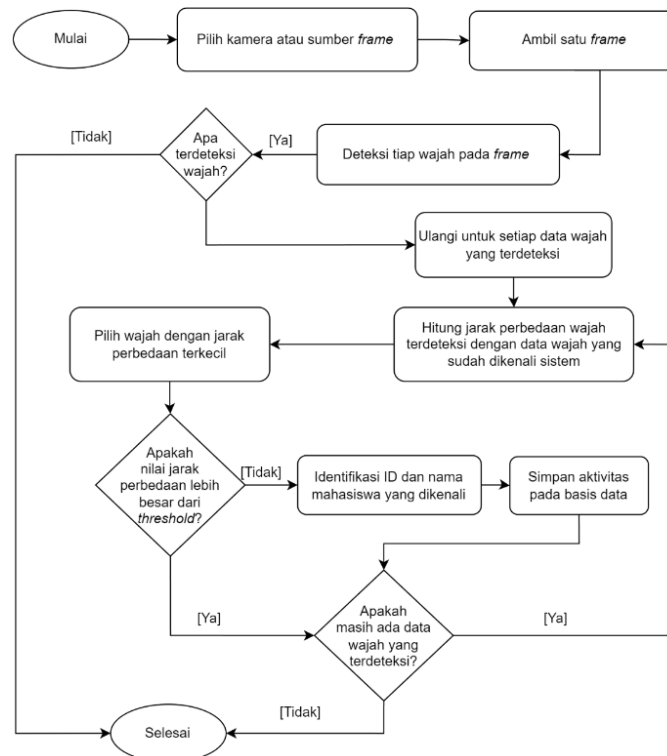 Mulai
Pilih kamera atau sumber frame
Ambil satu frame
[Tidak]
Apa
terdeteksi
wajah?
[Ya]
Deteksi tiap wajah pada frame
Ulangi untuk setiap data wajah
yang terdeteksi
Pilih wajah dengan jarak
perbedaan terkecil
Hitung jarak perbedaan wajah
terdeteksi dengan data wajah yang
sudah dikenali sistem
Apakah
nilai jarak
perbedaan lebih
besar dari
threshold?
[Tidak]
Identifikasi ID dan nama
mahasiswa yang dikenali
Simpan aktivitas
pada basis data
[Ya]
Apakah
masih ada data
wajah yang
terdeteksi?
[Ya]
[Tidak]
Selesai